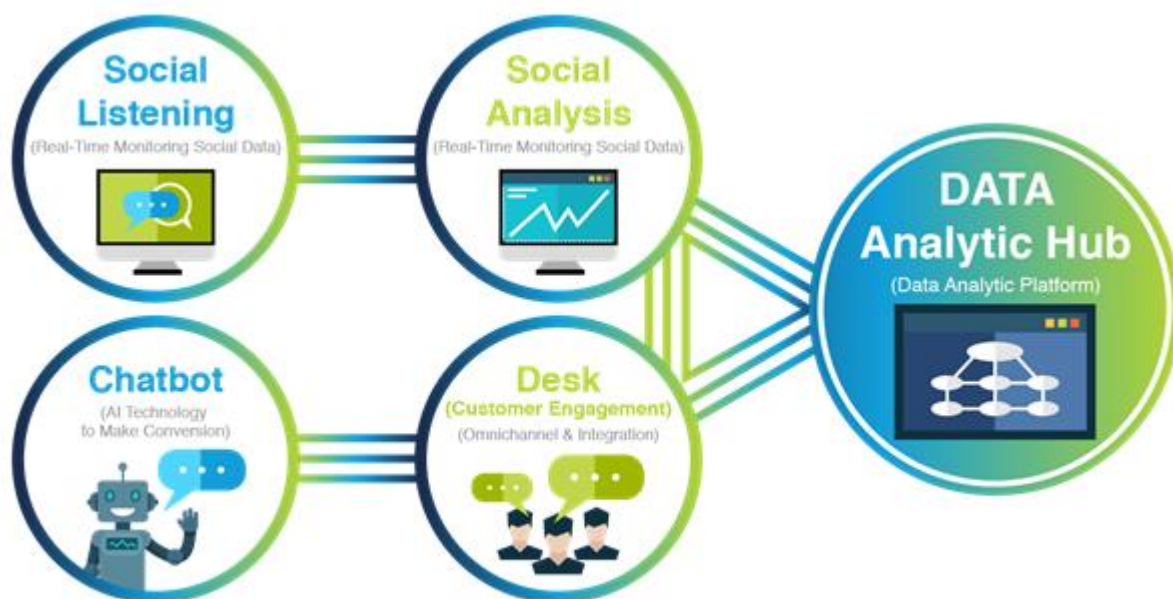 Social
Listening
(Real-Time Monitoring Social Data)
Social
Analysis
(Real-Time Monitoring Social Data)
DATA
Analytic Hub
(Data Analytic Platform)
Chatbot
(AI Technology
to Make Conversion)
Desk
(Customer Engagement)
(Omnichannel & Integration)